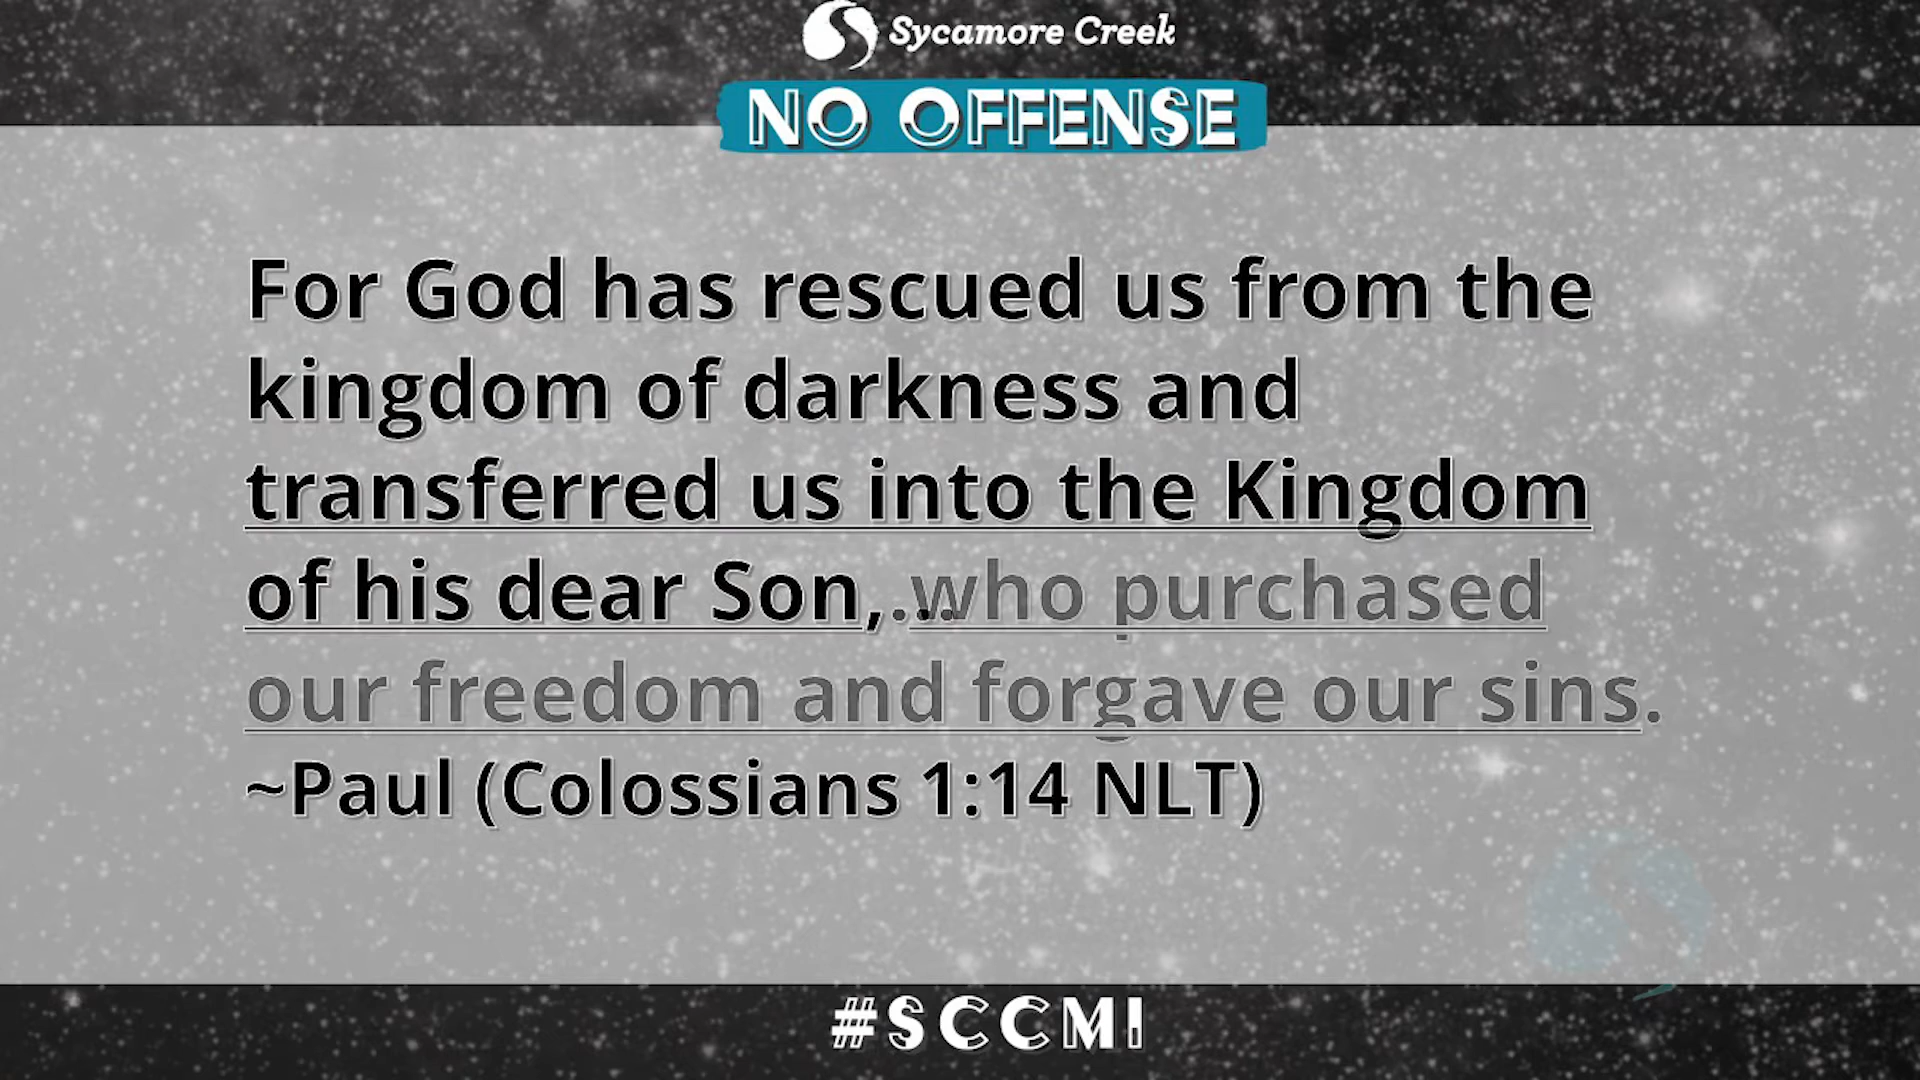 Sycamore Creek
NO OFFENSE
For God has rescued us from the
kingdom of darkness and
transferred us into the Kingdom
of his dear Son,...who purchased
our freedom and forgave our sins.
~Paul (Colossians 1:14 NLT)
#SCCMI